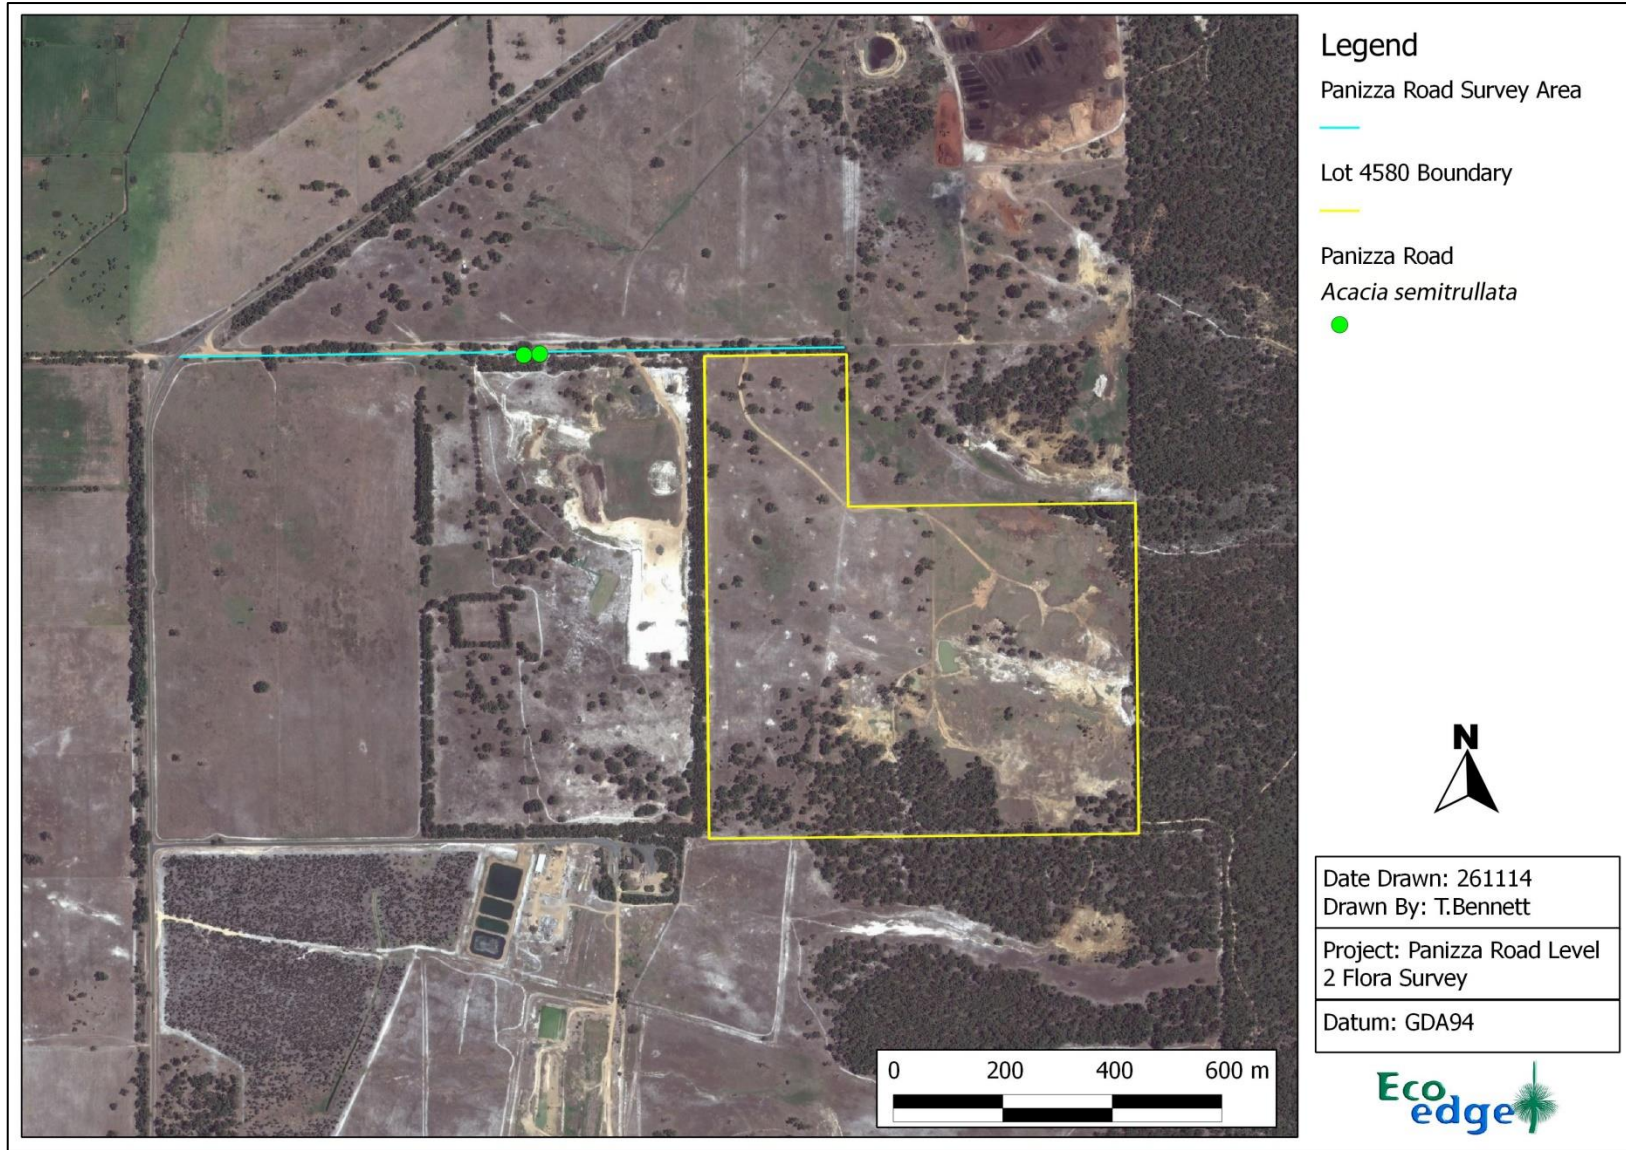 Legend
Panizza Road Survey Area
Lot 4580 Boundary
Panizza Road
Acacia semitrullata
N
Date Drawn: 261114
Drawn By: T.Bennett
Project: Panizza Road Level
2 Flora Survey
Datum: GDA94
0 200 400 600 m
Eco
edge